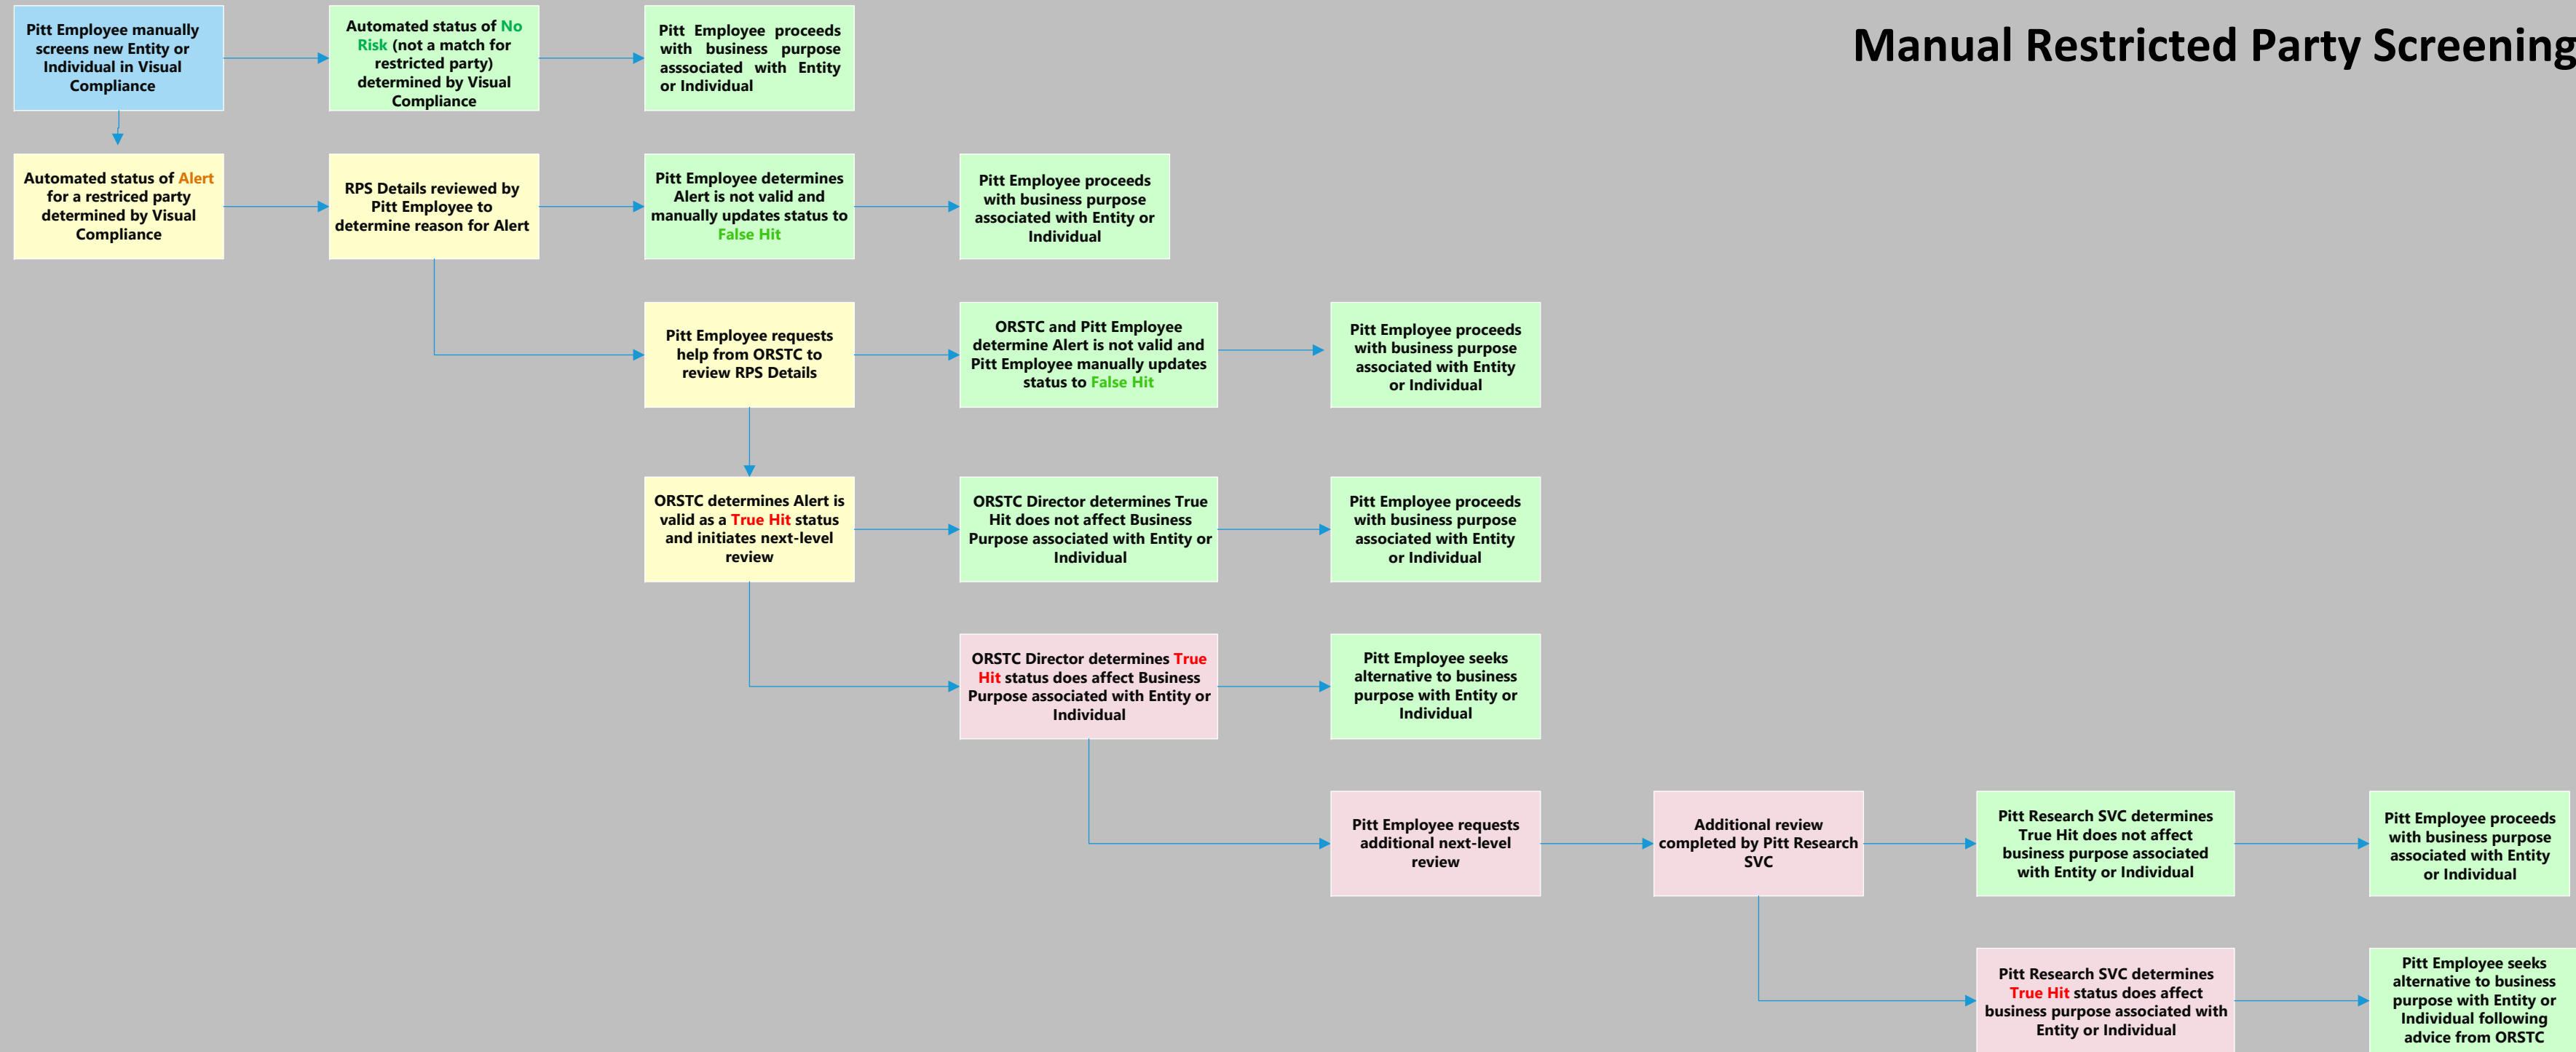 Manual Restricted Party Screening
Pitt Employee manually
screens new Entity or
Individual in Visual
Compliance
Automated status of No
Risk (not a match for
restricted party)
determined by Visual
Compliance
Pitt Employee proceeds
with business purpose
asssociated with Entity
or Individual
Automated status of Alert
for a restriced party
determined by Visual
Compliance
RPS Details reviewed by
Pitt Employee to
determine reason for Alert
Pitt Employee determines
Alert is not valid and
manually updates status to
False Hit
Pitt Employee proceeds
with business purpose
associated with Entity or
Individual
Pitt Employee requests
help from ORSTC to
review RPS Details
ORSTC and Pitt Employee
determine Alert is not valid and
Pitt Employee manually updates
status to False Hit
Pitt Employee proceeds
with business purpose
associated with Entity
or Individual
ORSTC determines Alert is
valid as a True Hit status
and initiates next-level
review
ORSTC Director determines True
Hit does not affect Business
Purpose associated with Entity or
Individual
Pitt Employee proceeds
with business purpose
associated with Entity
or Individual
ORSTC Director determines True
Hit status does affect Business
Purpose associated with Entity or
Individual
Pitt Employee seeks
alternative to business
purpose with Entity or
Individual
Pitt Employee requests
additional next-level
review
Additional review
completed by Pitt Research
SVC
Pitt Research SVC determines
True Hit does not affect
business purpose associated
with Entity or Individual
Pitt Employee proceeds
with business purpose
associated with Entity
or Individual
Pitt Research SVC determines
True Hit status does affect
business purpose associated with
Entity or Individual
Pitt Employee seeks
alternative to business
purpose with Entity or
Individual following
advice from ORSTC